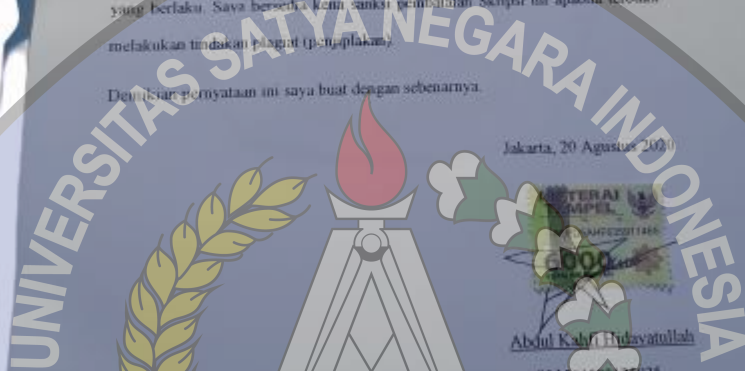 yang berlaku. Saya bersedia kena sanksi pembatalan Skripsi ini apabila terbukti
melakukan tindakan plagiat (penjiplakan).
Demikian pernyataan ini saya buat dengan sebenarnya.
Jakarta, 20 Agustus 2020
METERAI
TEMPEL
6000
Abdul Kahfi Hidayatullah
UNIVERSITAS SATYA NEGARA INDONESIA